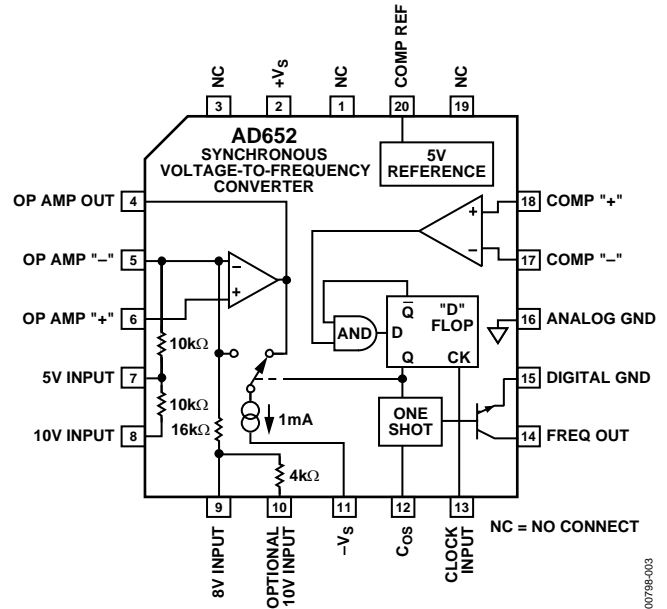 NC
+VS
NC
COMP REF
NC
3
2
1
20
19
AD652
SYNCHRONOUS
VOLTAGE-TO-FREQUENCY
CONVERTER
5V
REFERENCE
OP AMP OUT 4
OP AMP "–" 5
OP AMP "+" 6
5V INPUT 7
10V INPUT 8
–
+
10kΩ
10kΩ
16kΩ
4kΩ
1mA
+
–
AND
Q
"D"
FLOP
D
Q
CK
ONE
SHOT
18 COMP "+"
17 COMP "–"
16 ANALOG GND
15 DIGITAL GND
14 FREQ OUT
9
10
11
12
13
8V INPUT
OPTIONAL
10V INPUT
–VS
COS
CLOCK
INPUT
NC = NO CONNECT
00798-003